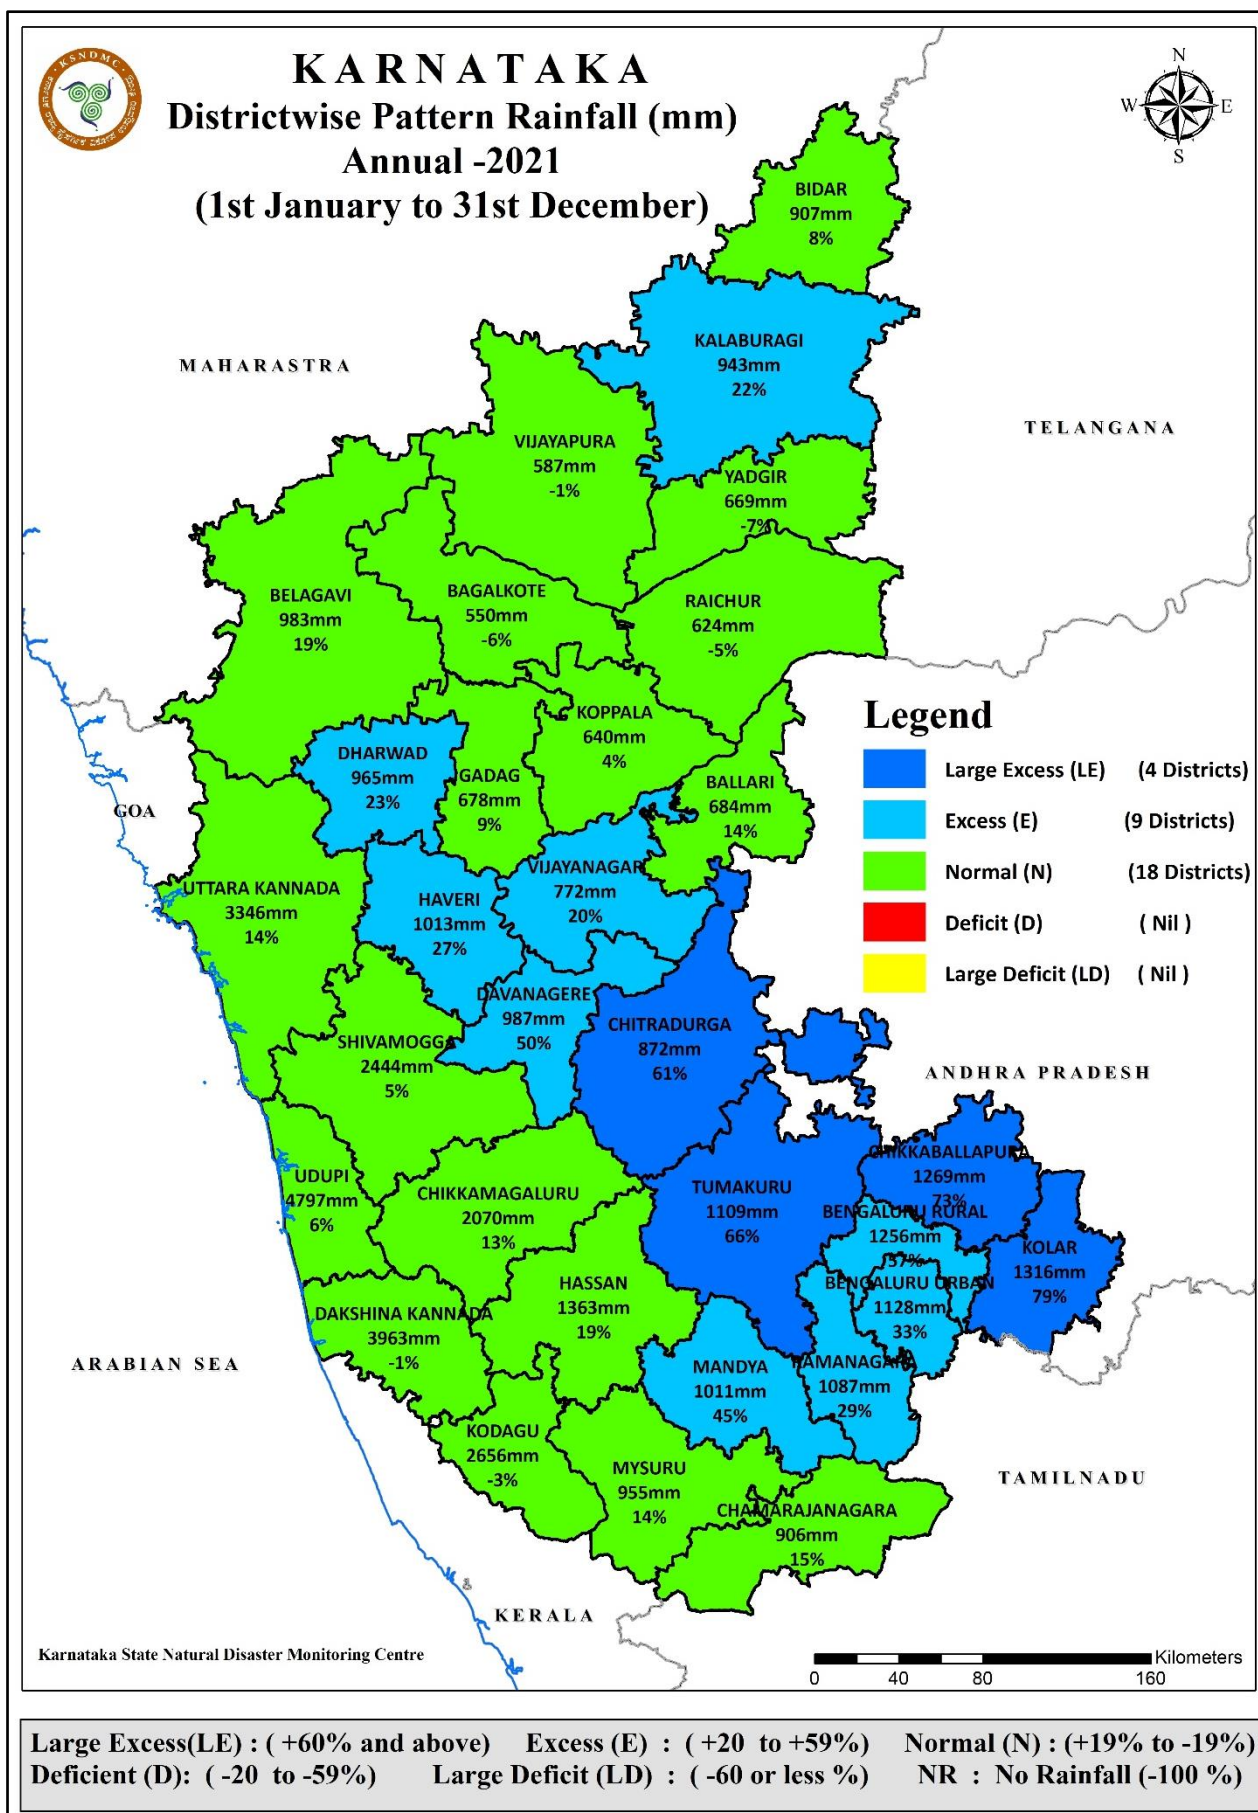 KSNDMC
KARNATAKA
Districtwise Pattern Rainfall (mm)
Annual -2021
(1st January to 31st December)
N
W E
S
BIDAR
907mm
8%
KALABURAGI
943mm
22%
MAHARASTRA
TELANGANA
VIJAYAPURA
587mm
-1%
YADGIR
669mm
-7%
BELAGAVI
983mm
19%
BAGALKOTE
550mm
-6%
RAICHUR
624mm
-5%
KOPPALA
640mm
4%
DHARWAD
965mm
23%
GADAG
678mm
9%
BALLARI
684mm
14%
GOA
Legend
Large Excess (LE) (4 Districts)
Excess (E) (9 Districts)
Normal (N) (18 Districts)
Deficit (D) ( Nil )
Large Deficit (LD) ( Nil )
UTTARA KANNADA
3346mm
14%
HAVERI
1013mm
27%
VIJAYANAGAR
772mm
20%
DAVANAGERE
987mm
50%
CHITRADURGA
872mm
61%
SHIVAMOGGA
2444mm
5%
ANDHRA PRADESH
UDUPI
4797mm
6%
CHIKKAMAGALURU
2070mm
13%
TUMAKURU
1109mm
66%
CHIKKABALLAPURA
1269mm
73%
BENGALURU RURAL
1256mm
57%
KOLAR
1316mm
79%
BENGALURU URBAN
1128mm
33%
HASSAN
1363mm
19%
DAKSHINA KANNADA
3963mm
-1%
ARABIAN SEA
MANDYA
1011mm
45%
RAMANAGARA
1087mm
29%
KODAGU
2656mm
-3%
MYSURU
955mm
14%
TAMILNADU
CHAMARAJANAGARA
906mm
15%
KERALA
Karnataka State Natural Disaster Monitoring Centre
Kilometers
0 40 80 160
Large Excess(LE) : ( +60% and above) Excess (E) : ( +20 to +59%) Normal (N) : (+19% to -19%)
Deficient (D): ( -20 to -59%) Large Deficit (LD) : ( -60 or less %) NR : No Rainfall (-100 %)